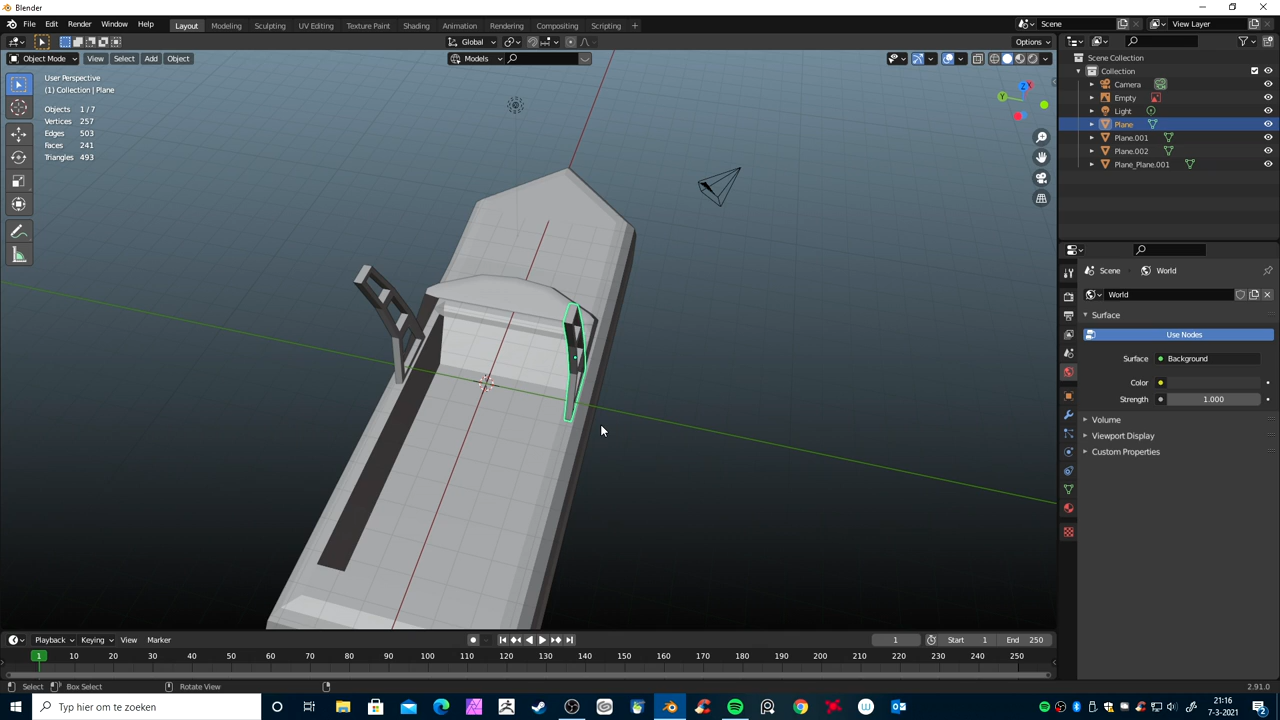 Blender
File Edit Render Window Help
Layout Modeling Sculpting UV Editing Texture Paint Shading Animation Rendering Compositing Scripting +
Scene View Layer
Global Options
Object Mode View Select Add Object Models
User Perspective
(1) Collection | Plane
Objects 1 / 7
Vertices 257
Edges 503
Faces 241
Triangles 493
Z
X
Y
Scene Collection
Collection
Camera
Empty
Light
Plane
Plane.001
Plane.002
Plane_Plane.001
Scene World
World
Surface
Use Nodes
Surface Background
Color
Strength 1.000
Volume
Viewport Display
Custom Properties
Playback Keying View Marker 1 Start 1 End 250
1 10 20 30 40 50 60 70 80 90 100 110 120 130 140 150 160 170 180 190 200 210 220 230 240 250
Select Box Select Rotate View 2.91.0
Typ hier om te zoeken
21:16
7-3-2021